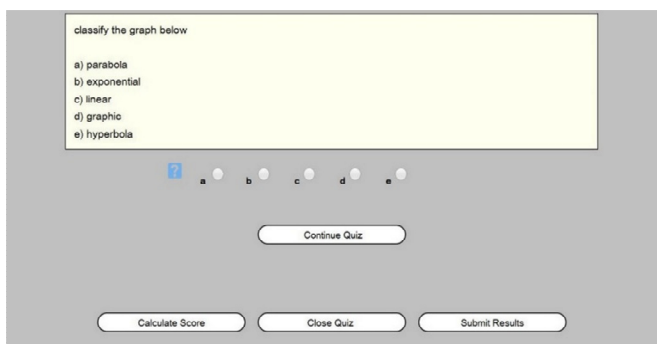 classify the graph below
a) parabola
b) exponential
c) linear
d) graphic
e) hyperbola
? a b c d e
Continue Quiz
Calculate Score Close Quiz Submit Results